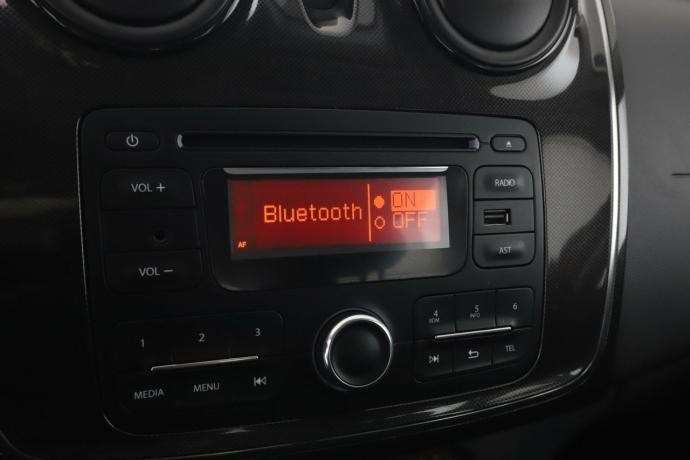 VOL +
Bluetooth
ON
OFF
AF
VOL −
RADIO
AST
1
2
3
MEDIA
MENU
4
RDM
5
INFO
6
TEL